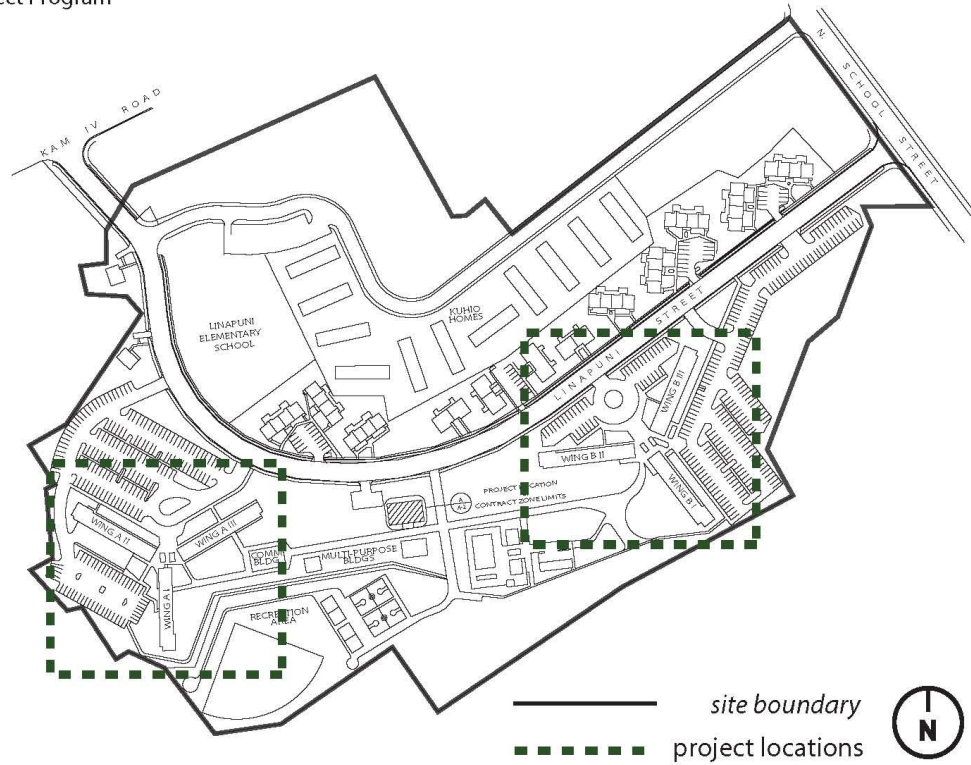 ect Program
KAM IV ROAD
N. SCHOOL STREET
LINAPUNI
ELEMENTARY
SCHOOL
KUHIO
HOMES
LINAPUNI STREET
WING B III
WING B II
WING B I
PROJECT LOCATION
CONTRACT ZONE LIMITS
A
WING A II
WING A III
WING A I
COMM
BLDG
MULTI-PURPOSE
BLDGS
RECREATION
AREA
site boundary
project locations
N